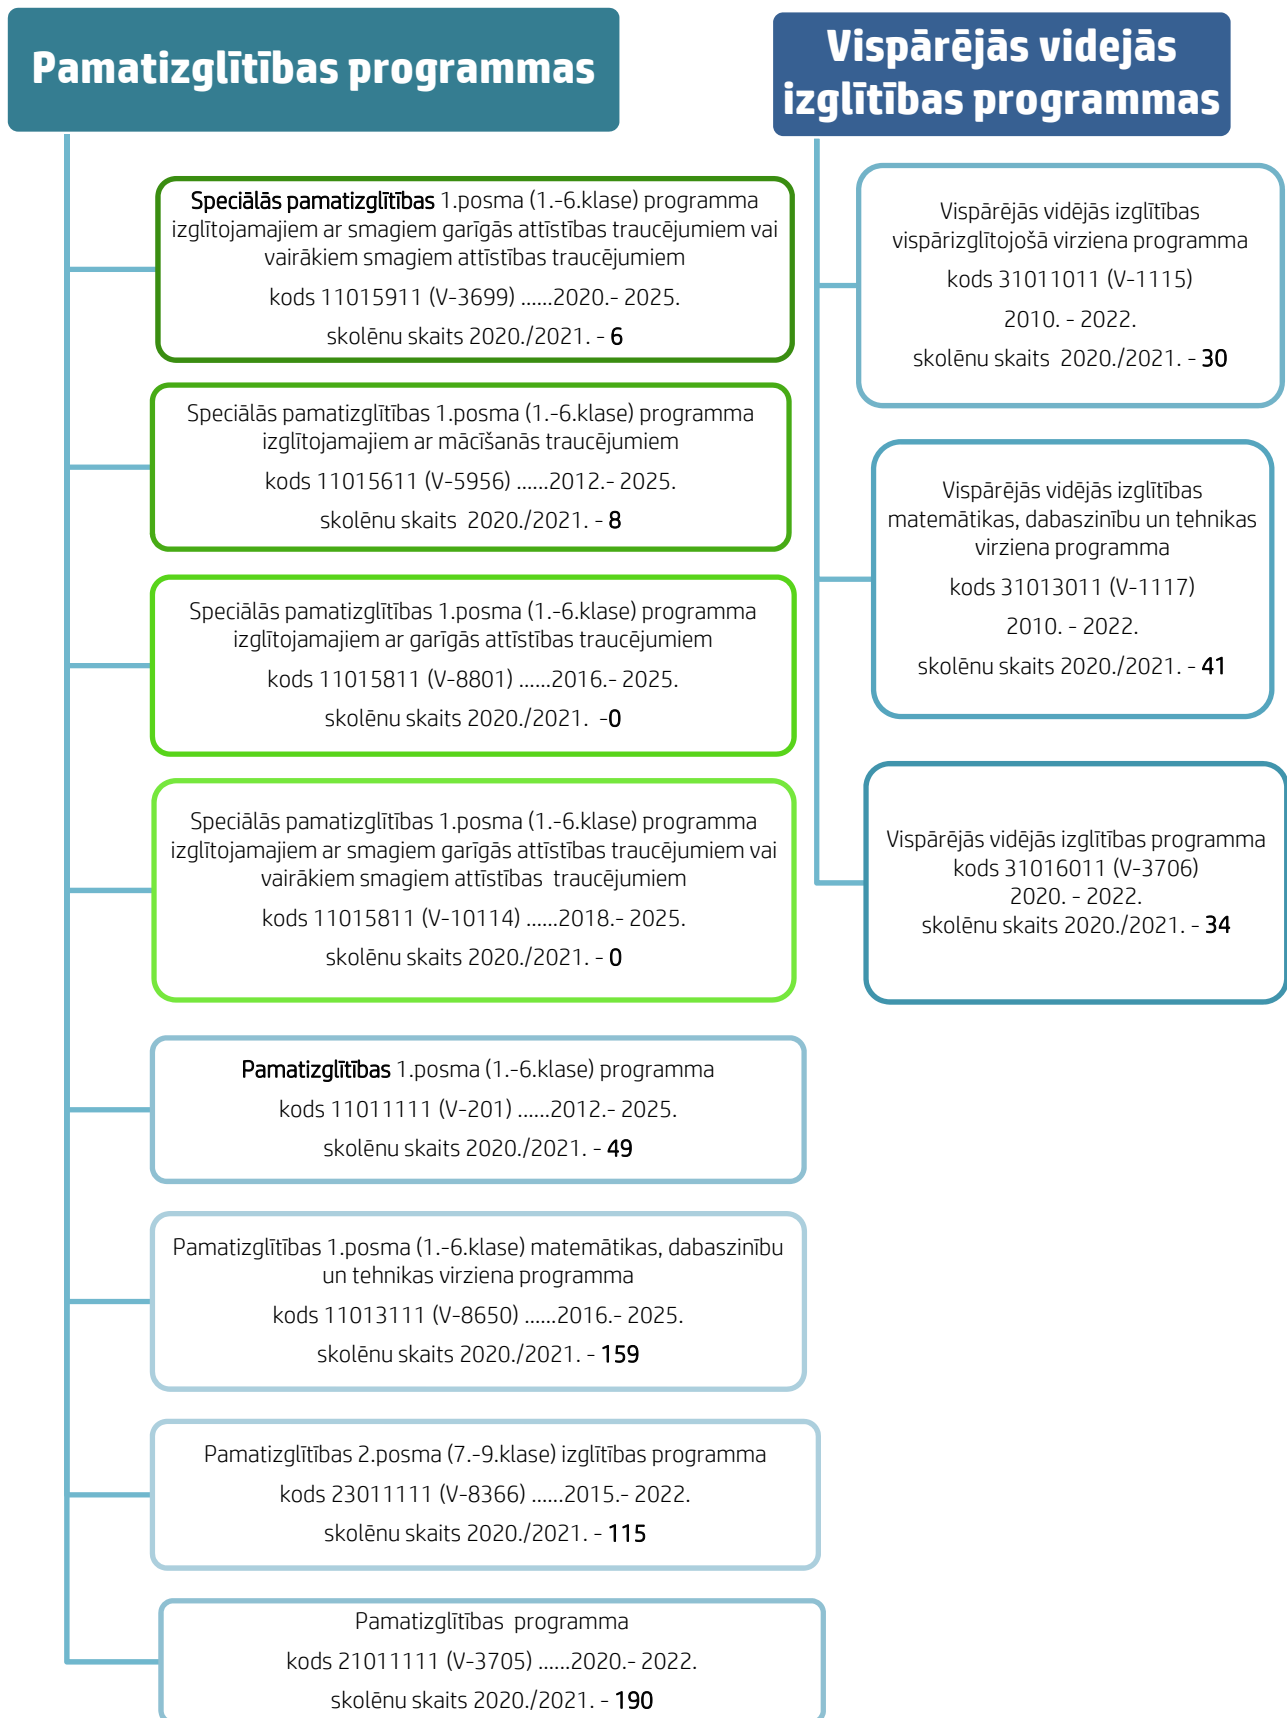 Pamatizglītības programmas
Speciālās pamatizglītības 1.posma (1.-6.klase) programma
izglītojamajiem ar smagiem garīgās attīstības traucējumiem vai
vairākiem smagiem attīstības traucējumiem
kods 11015911 (V-3699) ......2020.- 2025.
skolēnu skaits 2020./2021. - 6
Speciālās pamatizglītības 1.posma (1.-6.klase) programma
izglītojamajiem ar mācīšanās traucējumiem
kods 11015611 (V-5956) ......2012.- 2025.
skolēnu skaits  2020./2021. - 8
Speciālās pamatizglītības 1.posma (1.-6.klase) programma
izglītojamajiem ar garīgās attīstības traucējumiem
kods 11015811 (V-8801) ......2016.- 2025.
skolēnu skaits 2020./2021.  -0
Speciālās pamatizglītības 1.posma (1.-6.klase) programma
izglītojamajiem ar smagiem garīgās attīstības traucējumiem vai
vairākiem smagiem attīstības  traucējumiem
kods 11015811 (V-10114) ......2018.- 2025.
skolēnu skaits 2020./2021. - 0
Pamatizglītības 1.posma (1.-6.klase) programma
kods 11011111 (V-201) ......2012.- 2025.
skolēnu skaits 2020./2021. - 49
Pamatizglītības 1.posma (1.-6.klase) matemātikas, dabaszinību
un tehnikas virziena programma
kods 11013111 (V-8650) ......2016.- 2025.
skolēnu skaits 2020./2021. - 159
Pamatizglītības 2.posma (7.-9.klase) izglītības programma
kods 23011111 (V-8366) ......2015.- 2022.
skolēnu skaits 2020./2021. - 115
Pamatizglītības  programma
kods 21011111 (V-3705) ......2020.- 2022.
skolēnu skaits 2020./2021. - 190
Vispārējās videjās
izglītības programmas
Vispārējās vidējās izglītības
vispārizglītojošā virziena programma
kods 31011011 (V-1115)
2010. - 2022.
skolēnu skaits  2020./2021. - 30
Vispārējās vidējās izglītības
matemātikas, dabaszinību un tehnikas
virziena programma
kods 31013011 (V-1117)
2010. - 2022.
skolēnu skaits 2020./2021. - 41
Vispārējās vidējās izglītības programma
kods 31016011 (V-3706)
2020. - 2022.
skolēnu skaits 2020./2021. - 34